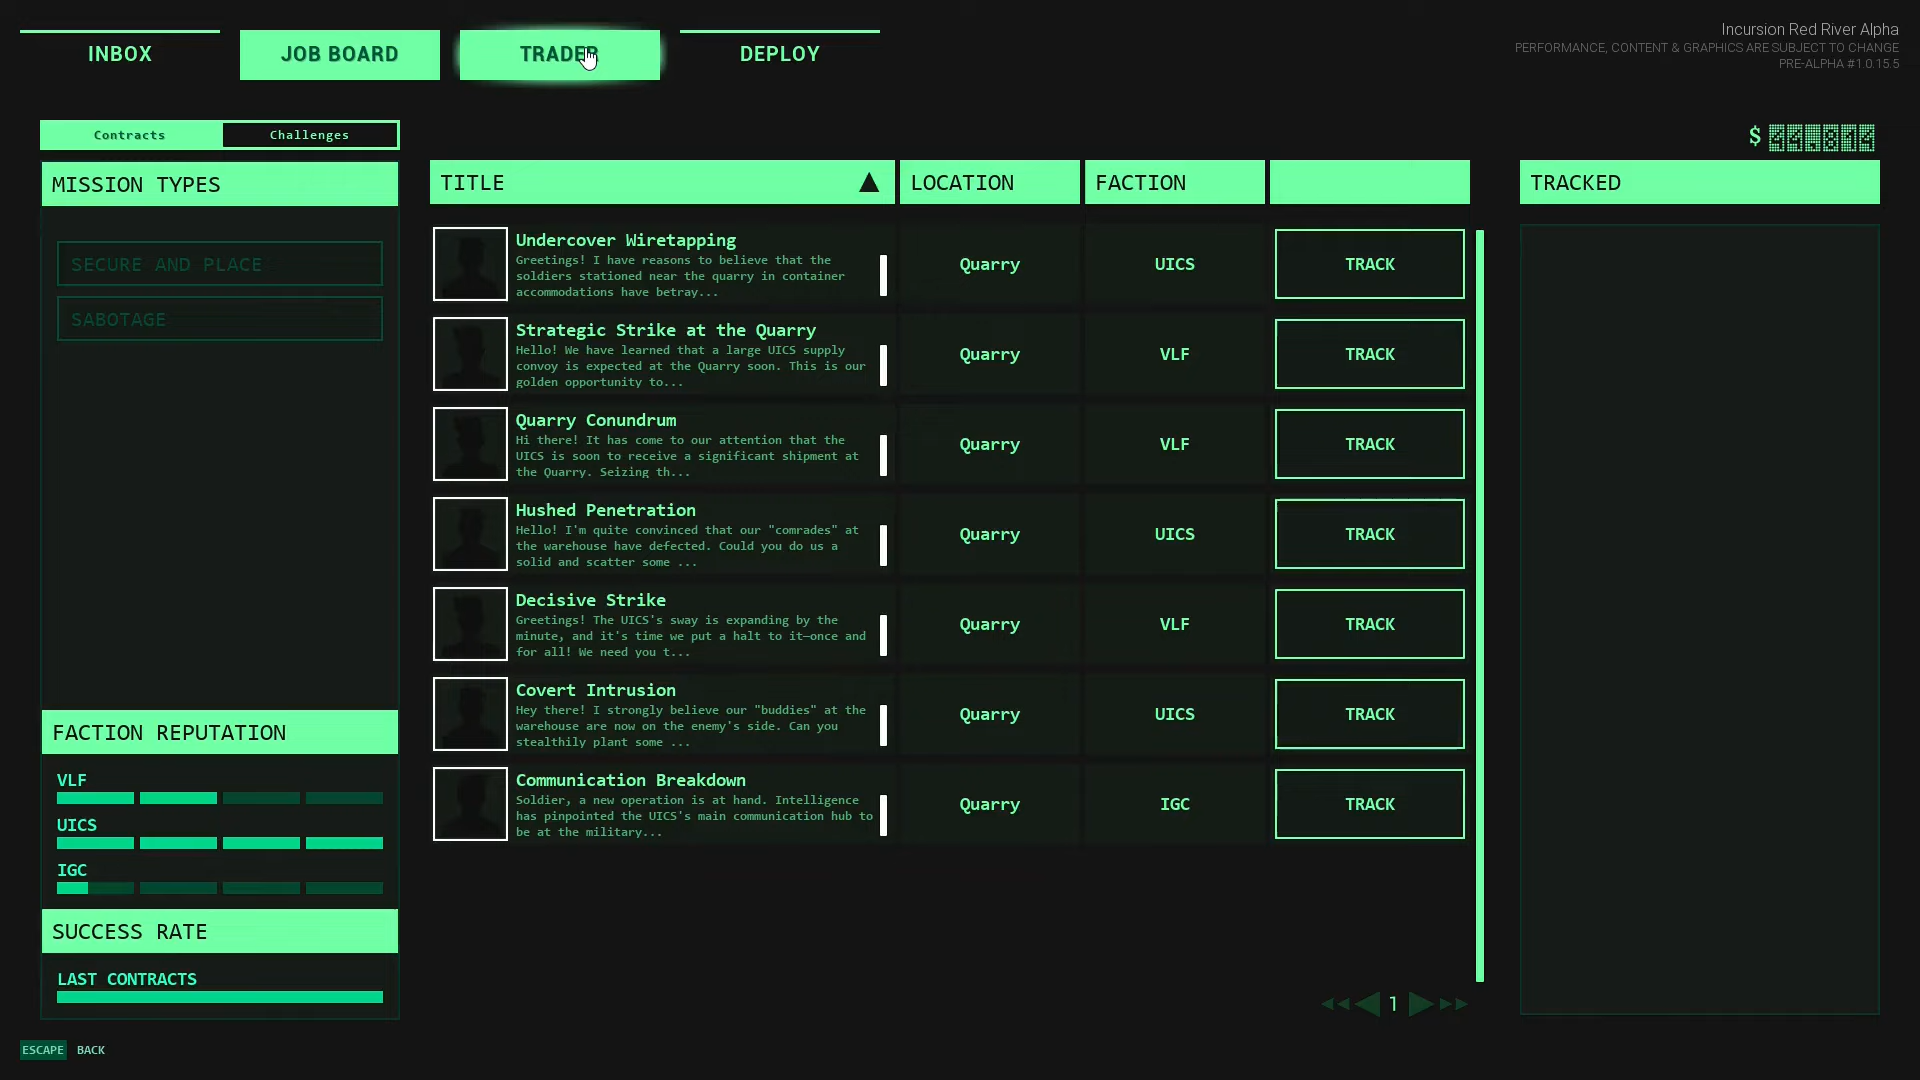 INBOX
JOB BOARD
TRADER
DEPLOY
Incursion Red River Alpha
PERFORMANCE, CONTENT & GRAPHICS ARE SUBJECT TO CHANGE
PRE-ALPHA #1.0.15.5
Contracts
Challenges
$
MISSION TYPES
SECURE AND PLACE
SABOTAGE
FACTION REPUTATION
VLF
UICS
IGC
SUCCESS RATE
LAST CONTRACTS
TITLE
LOCATION
FACTION
Undercover Wiretapping
Greetings! I have reasons to believe that the
soldiers stationed near the quarry in container
accommodations have betray...
Quarry
UICS
TRACK
Strategic Strike at the Quarry
Hello! We have learned that a large UICS supply
convoy is expected at the Quarry soon. This is our
golden opportunity to...
Quarry
VLF
TRACK
Quarry Conundrum
Hi there! It has come to our attention that the
UICS is soon to receive a significant shipment at
the Quarry. Seizing th...
Quarry
VLF
TRACK
Hushed Penetration
Hello! I'm quite convinced that our "comrades" at
the warehouse have defected. Could you do us a
solid and scatter some ...
Quarry
UICS
TRACK
Decisive Strike
Greetings! The UICS's sway is expanding by the
minute, and it's time we put a halt to it—once and
for all! We need you t...
Quarry
VLF
TRACK
Covert Intrusion
Hey there! I strongly believe our "buddies" at the
warehouse are now on the enemy's side. Can you
stealthily plant some ...
Quarry
UICS
TRACK
Communication Breakdown
Soldier, a new operation is at hand. Intelligence
has pinpointed the UICS's main communication hub to
be at the military...
Quarry
IGC
TRACK
1
TRACKED
ESCAPE BACK